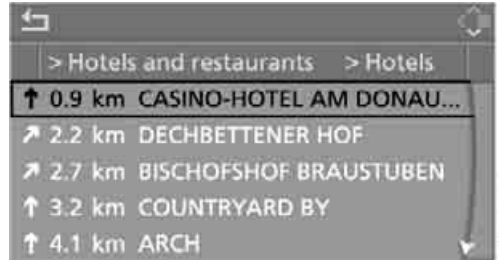 > Hotels and restaurants > Hotels
0.9 km CASINO-HOTEL AM DONAU...
2.2 km DECHBETTENER HOF
2.7 km BISCHOFSHOF BRAUSTUBEN
3.2 km COUNTRYARD BY
4.1 km ARCH